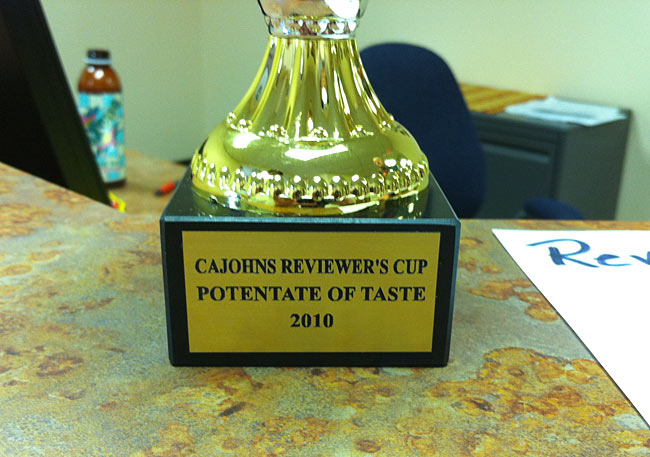 CAJOHNS REVIEWER'S CUP
POTENTATE OF TASTE
2010